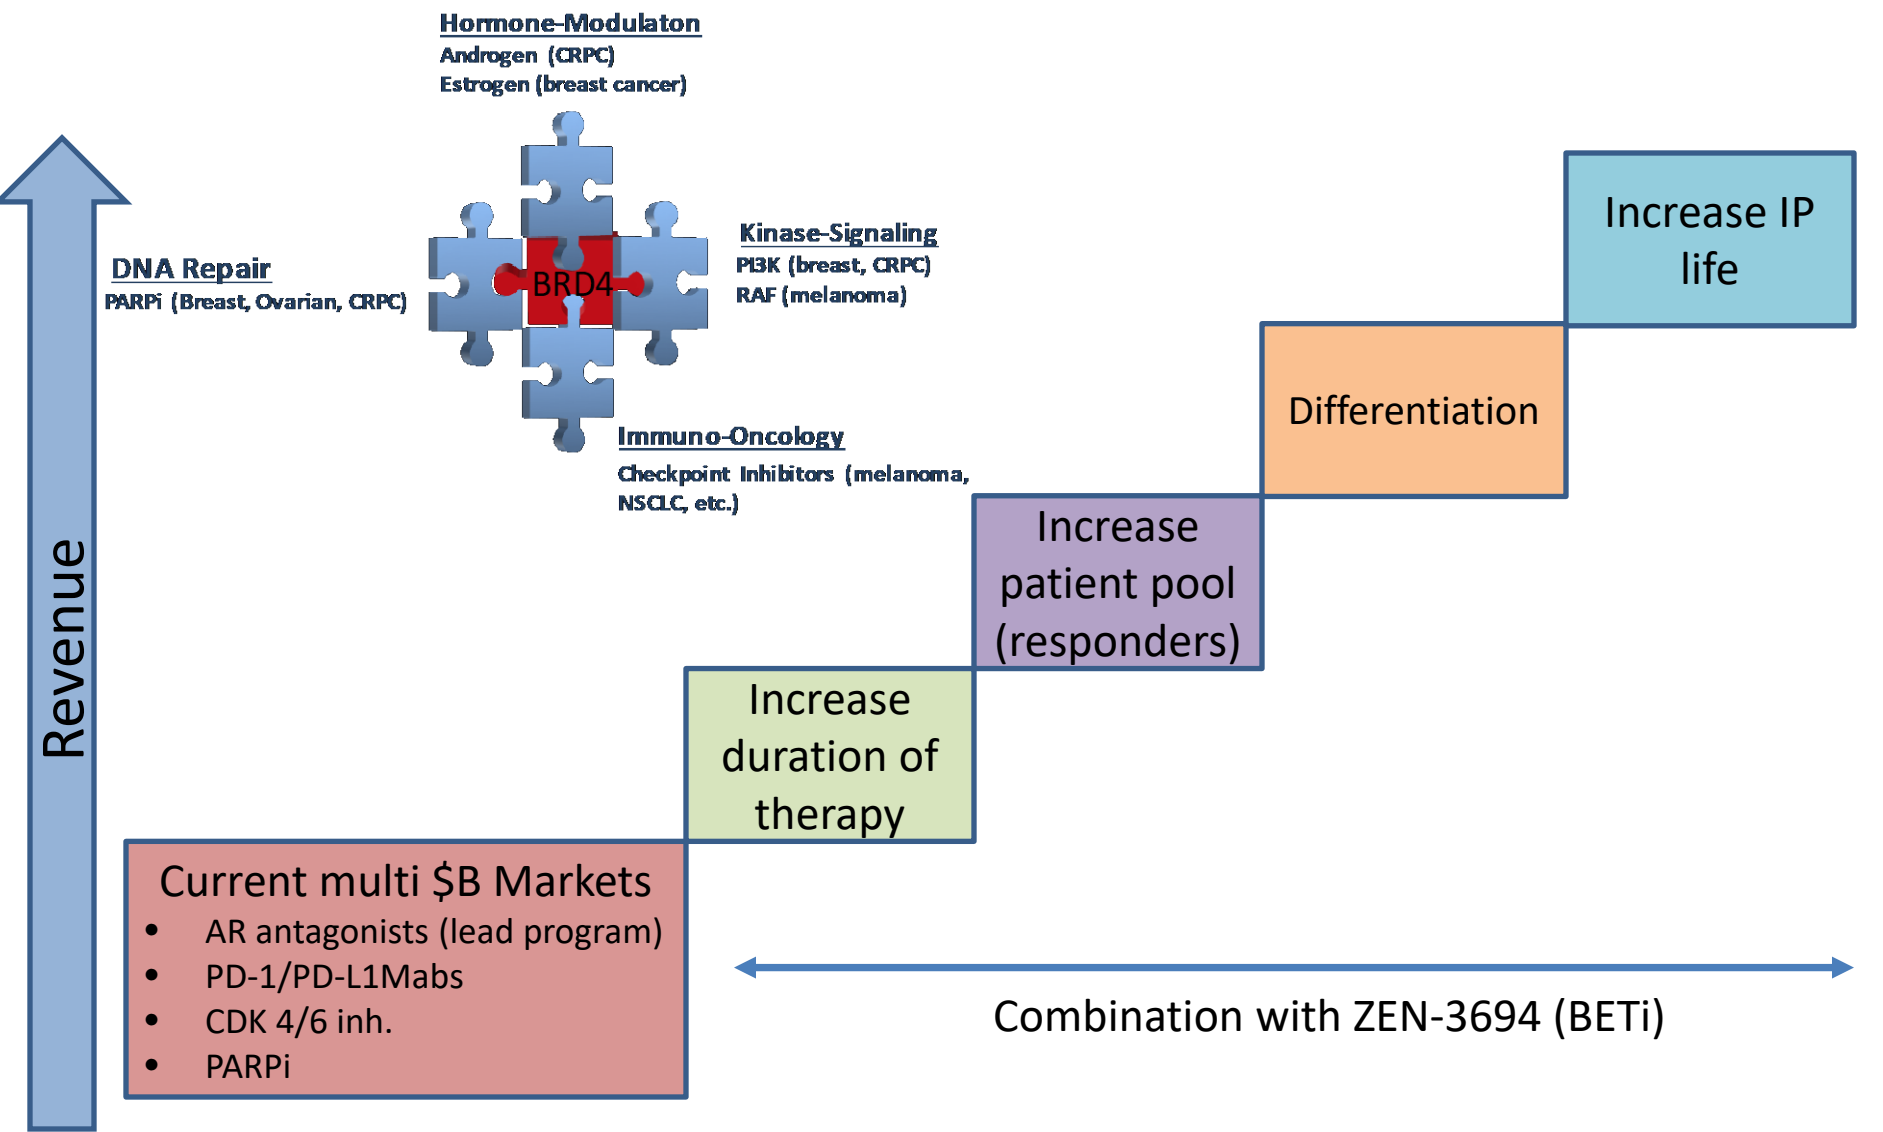 Hormone-Modulaton
Androgen (CRPC)
Estrogen (breast cancer)
DNA Repair
PARPi (Breast, Ovarian, CRPC)
BRD4
Kinase-Signaling
PI3K (breast, CRPC)
RAF (melanoma)
Immuno-Oncology
Checkpoint Inhibitors (melanoma,
NSCLC, etc.)
Revenue
Increase IP
life
Differentiation
Increase
patient pool
(responders)
Increase
duration of
therapy
Current multi $B Markets
• AR antagonists (lead program)
• PD-1/PD-L1Mabs
• CDK 4/6 inh.
• PARPi
Combination with ZEN-3694 (BETi)